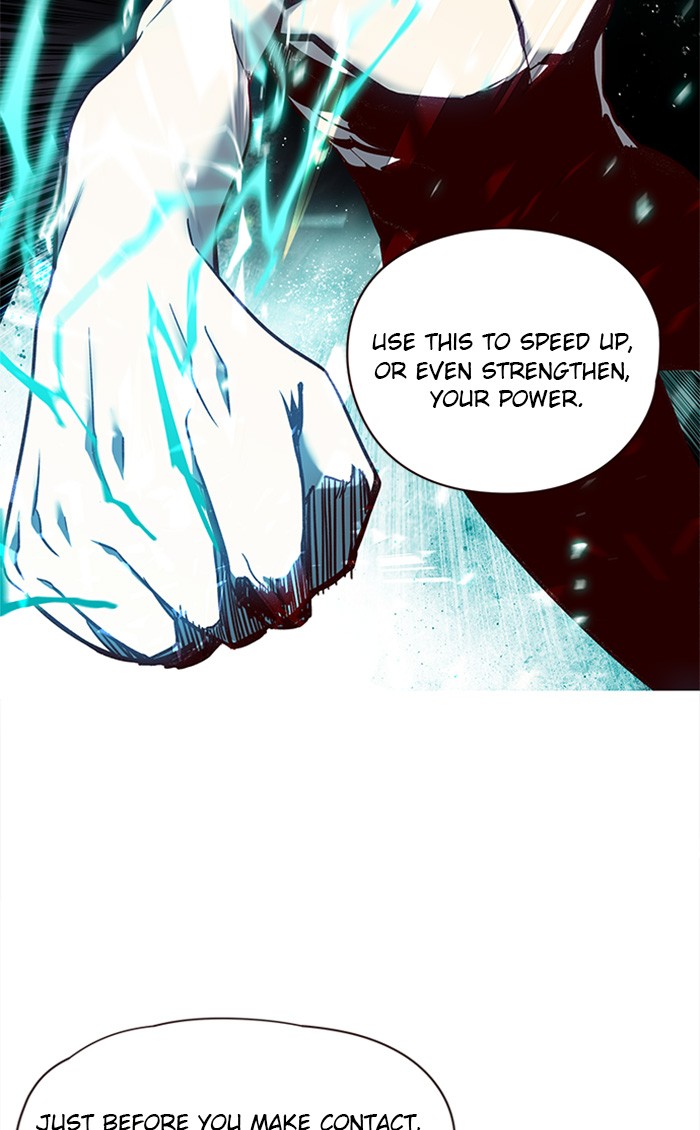 USE THIS TO SPEED UP,
OR EVEN STRENGTHEN,
YOUR POWER.
JUST BEFORE YOU MAKE CONTACT,